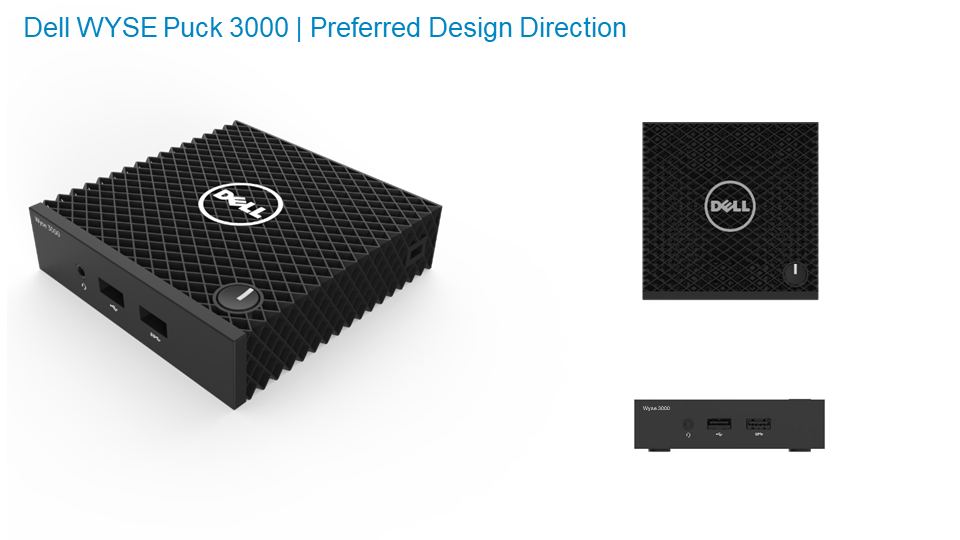 Dell WYSE Puck 3000 | Preferred Design Direction
DELL
Wyse 3000
DELL
Wyse 3000